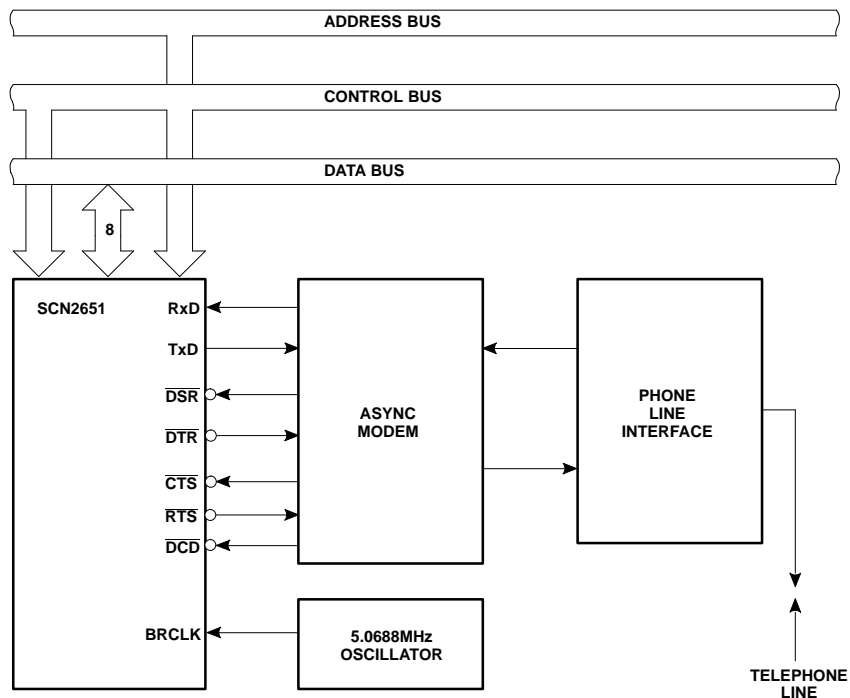 ADDRESS BUS
CONTROL BUS
DATA BUS
8
SCN2651
RxD
TxD
DSR
DTR
CTS
RTS
DCD
BRCLK
ASYNC
MODEM
PHONE
LINE
INTERFACE
5.0688MHz
OSCILLATOR
TELEPHONE
LINE